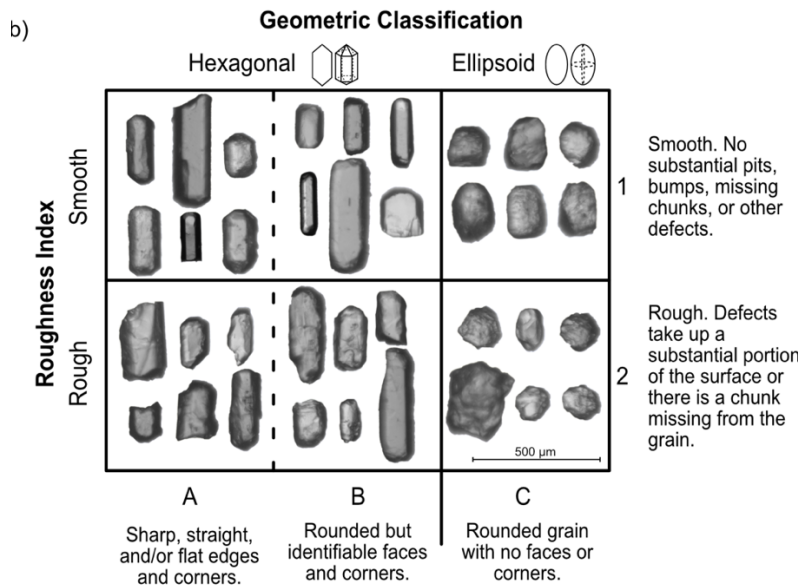 b)
Geometric Classification
Hexagonal
Ellipsoid
Roughness Index
Smooth
1
Smooth. No
substantial pits,
bumps, missing
chunks, or other
defects.
Rough
2
Rough. Defects
take up a
substantial portion
of the surface or
there is a chunk
missing from the
grain.
500 µm
A
B
C
Sharp, straight,
and/or flat edges
and corners.
Rounded but
identifiable faces
and corners.
Rounded grain
with no faces or
corners.